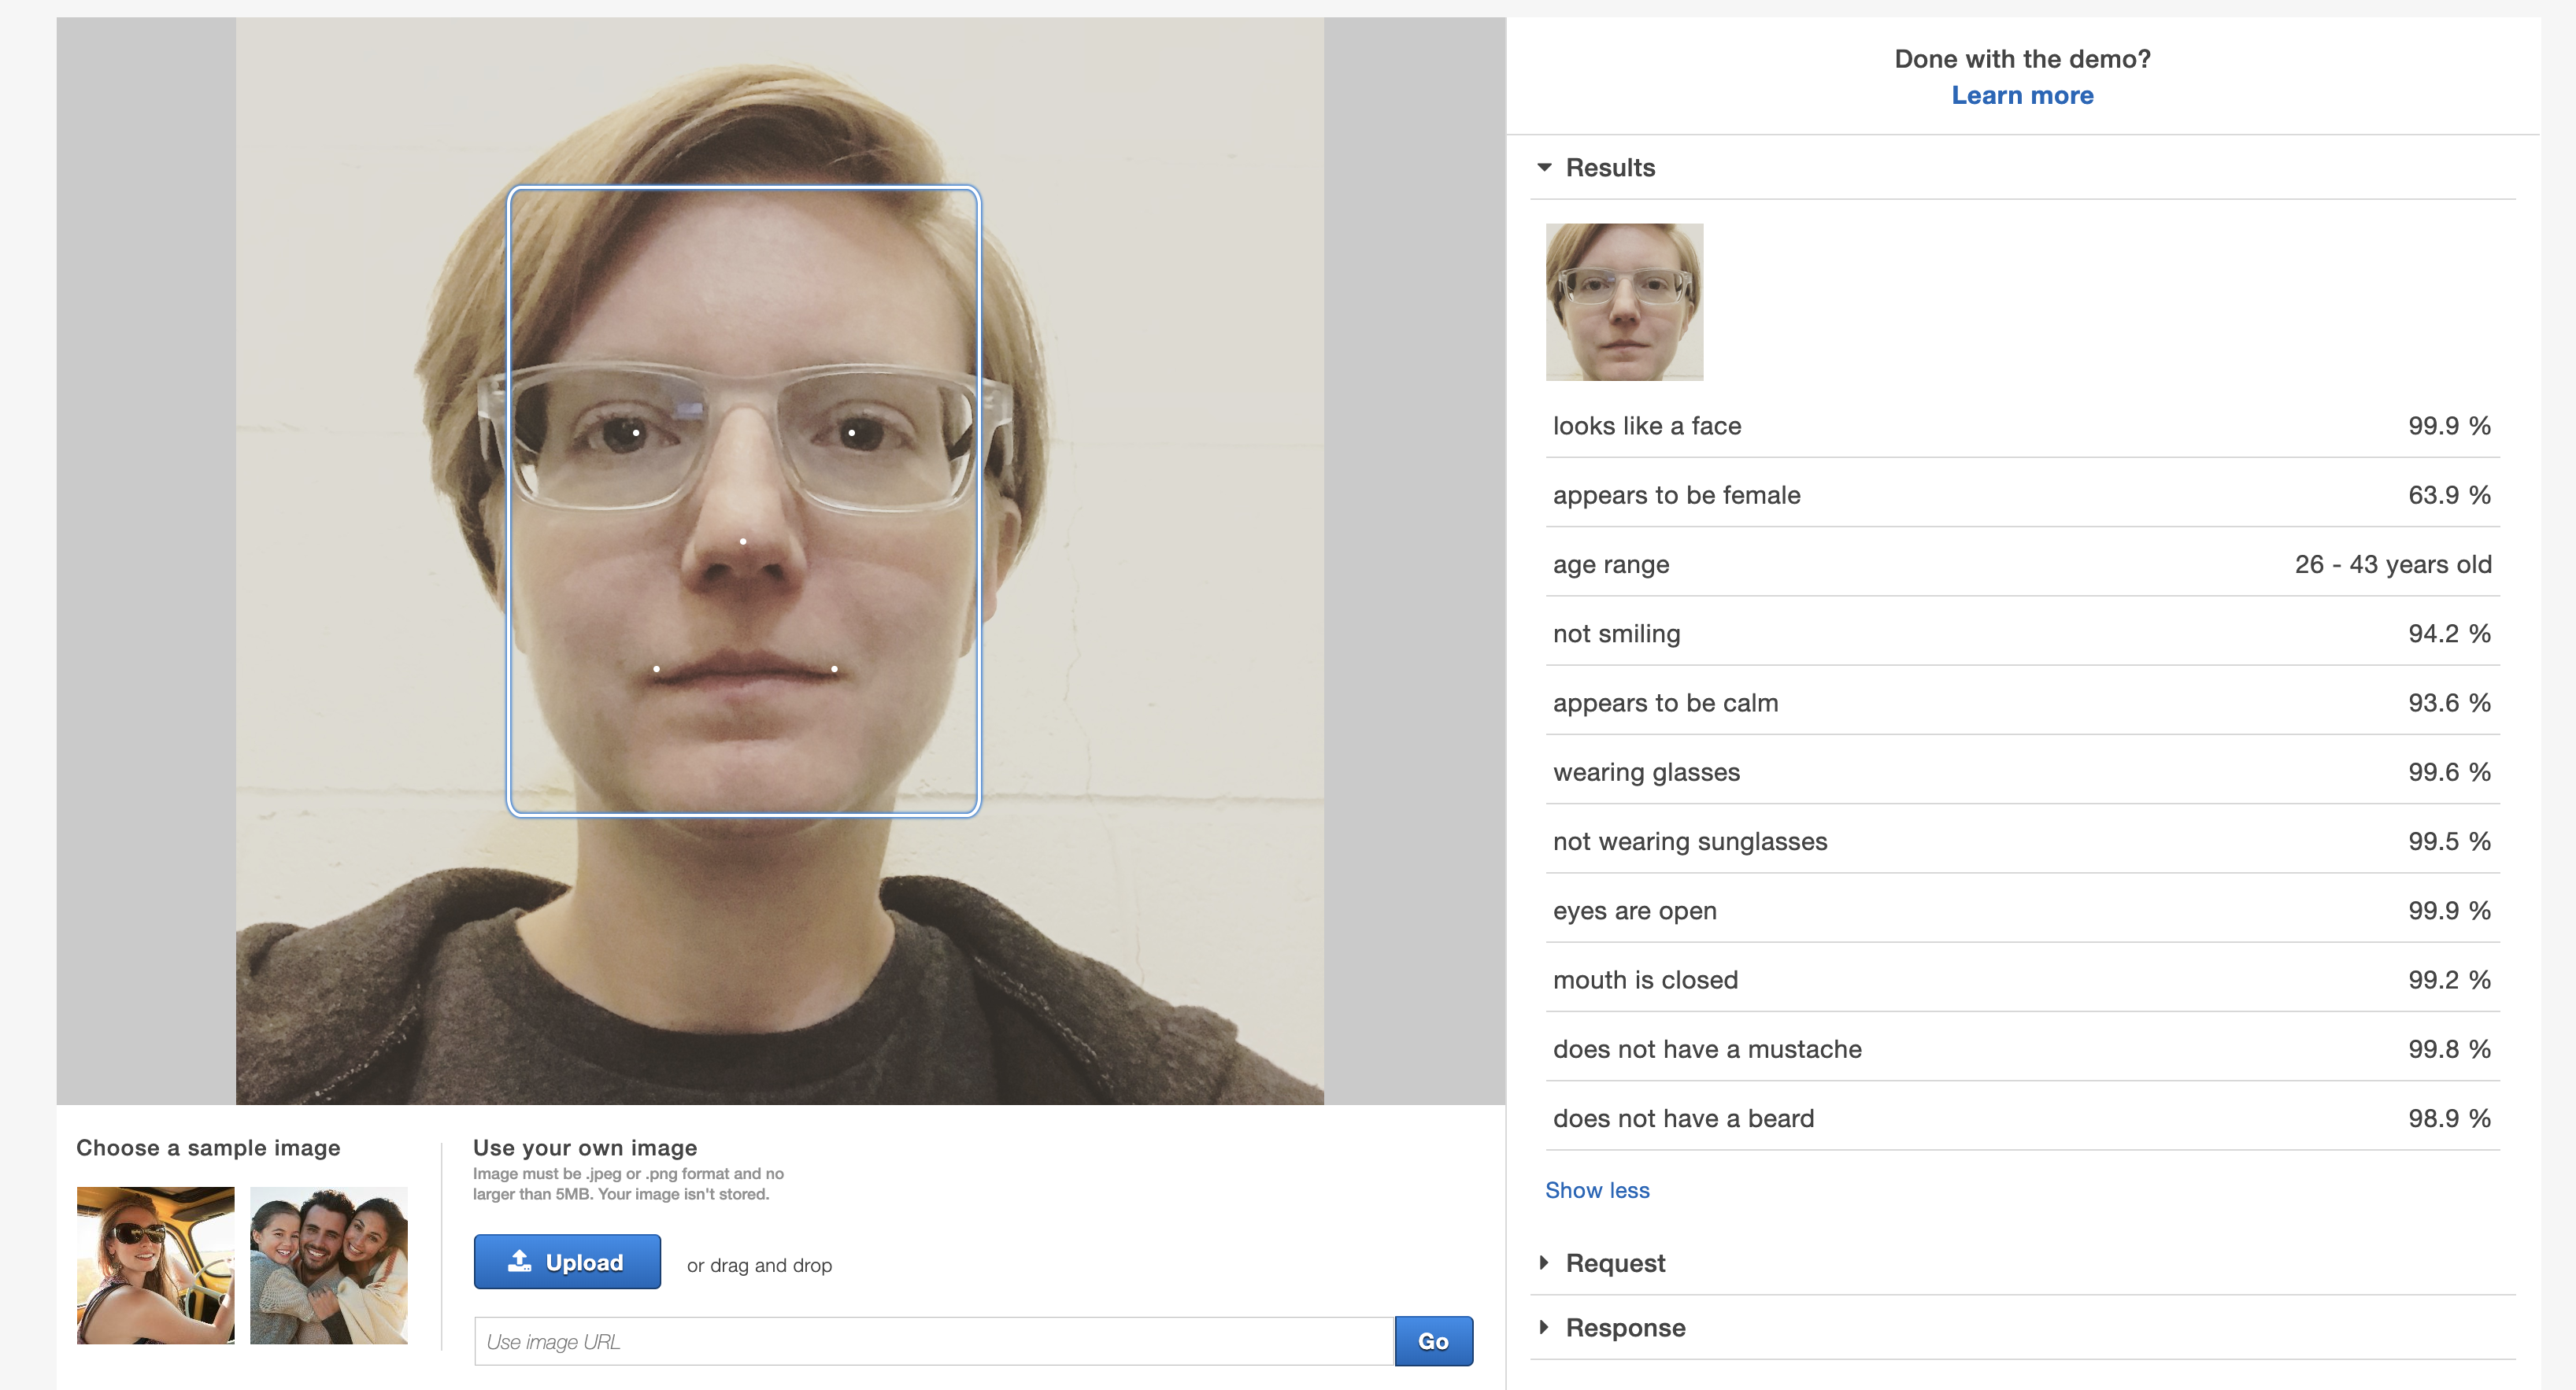 Done with the demo?
Learn more
Results
looks like a face 99.9 %
appears to be female 63.9 %
age range 26 - 43 years old
not smiling 94.2 %
appears to be calm 93.6 %
wearing glasses 99.6 %
not wearing sunglasses 99.5 %
eyes are open 99.9 %
mouth is closed 99.2 %
does not have a mustache 99.8 %
does not have a beard 98.9 %
Show less
Request
Response
Choose a sample image
Use your own image
Image must be .jpeg or .png format and no
larger than 5MB. Your image isn't stored.
Upload or drag and drop
Use image URL
Go